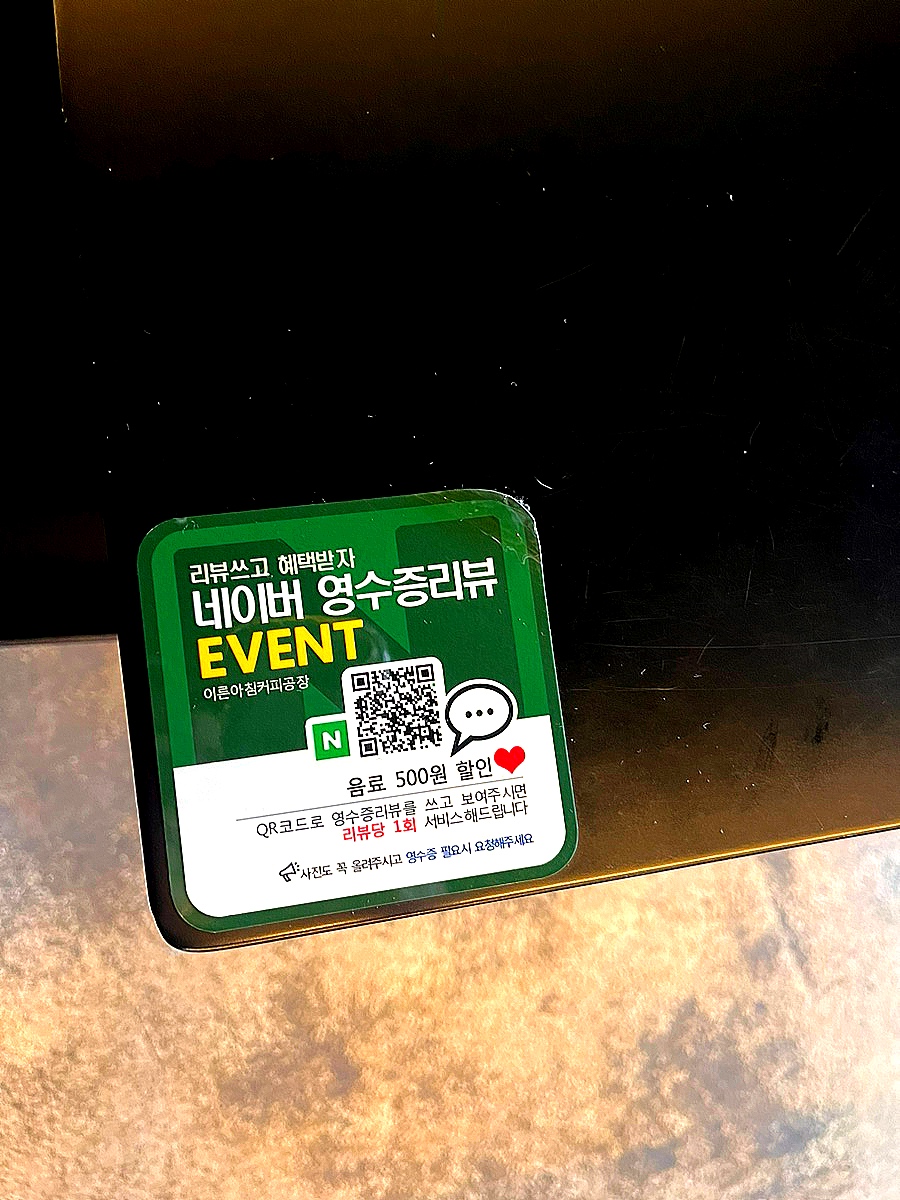 리뷰쓰고 혜택받자
네이버 영수증리뷰
EVENT
이른아침커피공장
N
음료 500원 할인
QR코드로 영수증리뷰를 쓰고 보여주시면
리뷰당 1회 서비스해드립니다
사진도 꼭 올려주시고 영수증 필요시 요청해주세요